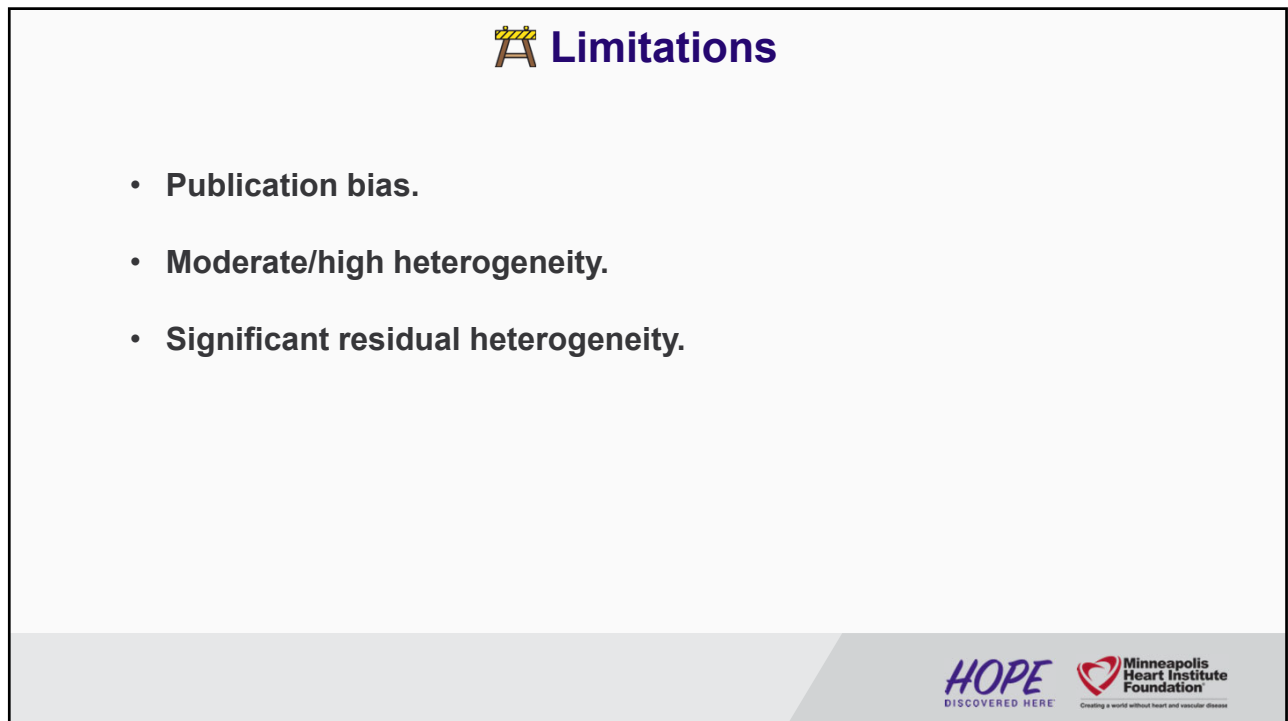 Limitations
• Publication bias.
• Moderate/high heterogeneity.
• Significant residual heterogeneity.
HOPE
DISCOVERED HERE™
Minneapolis
Heart Institute
Foundation®
Creating a world without heart and vascular disease